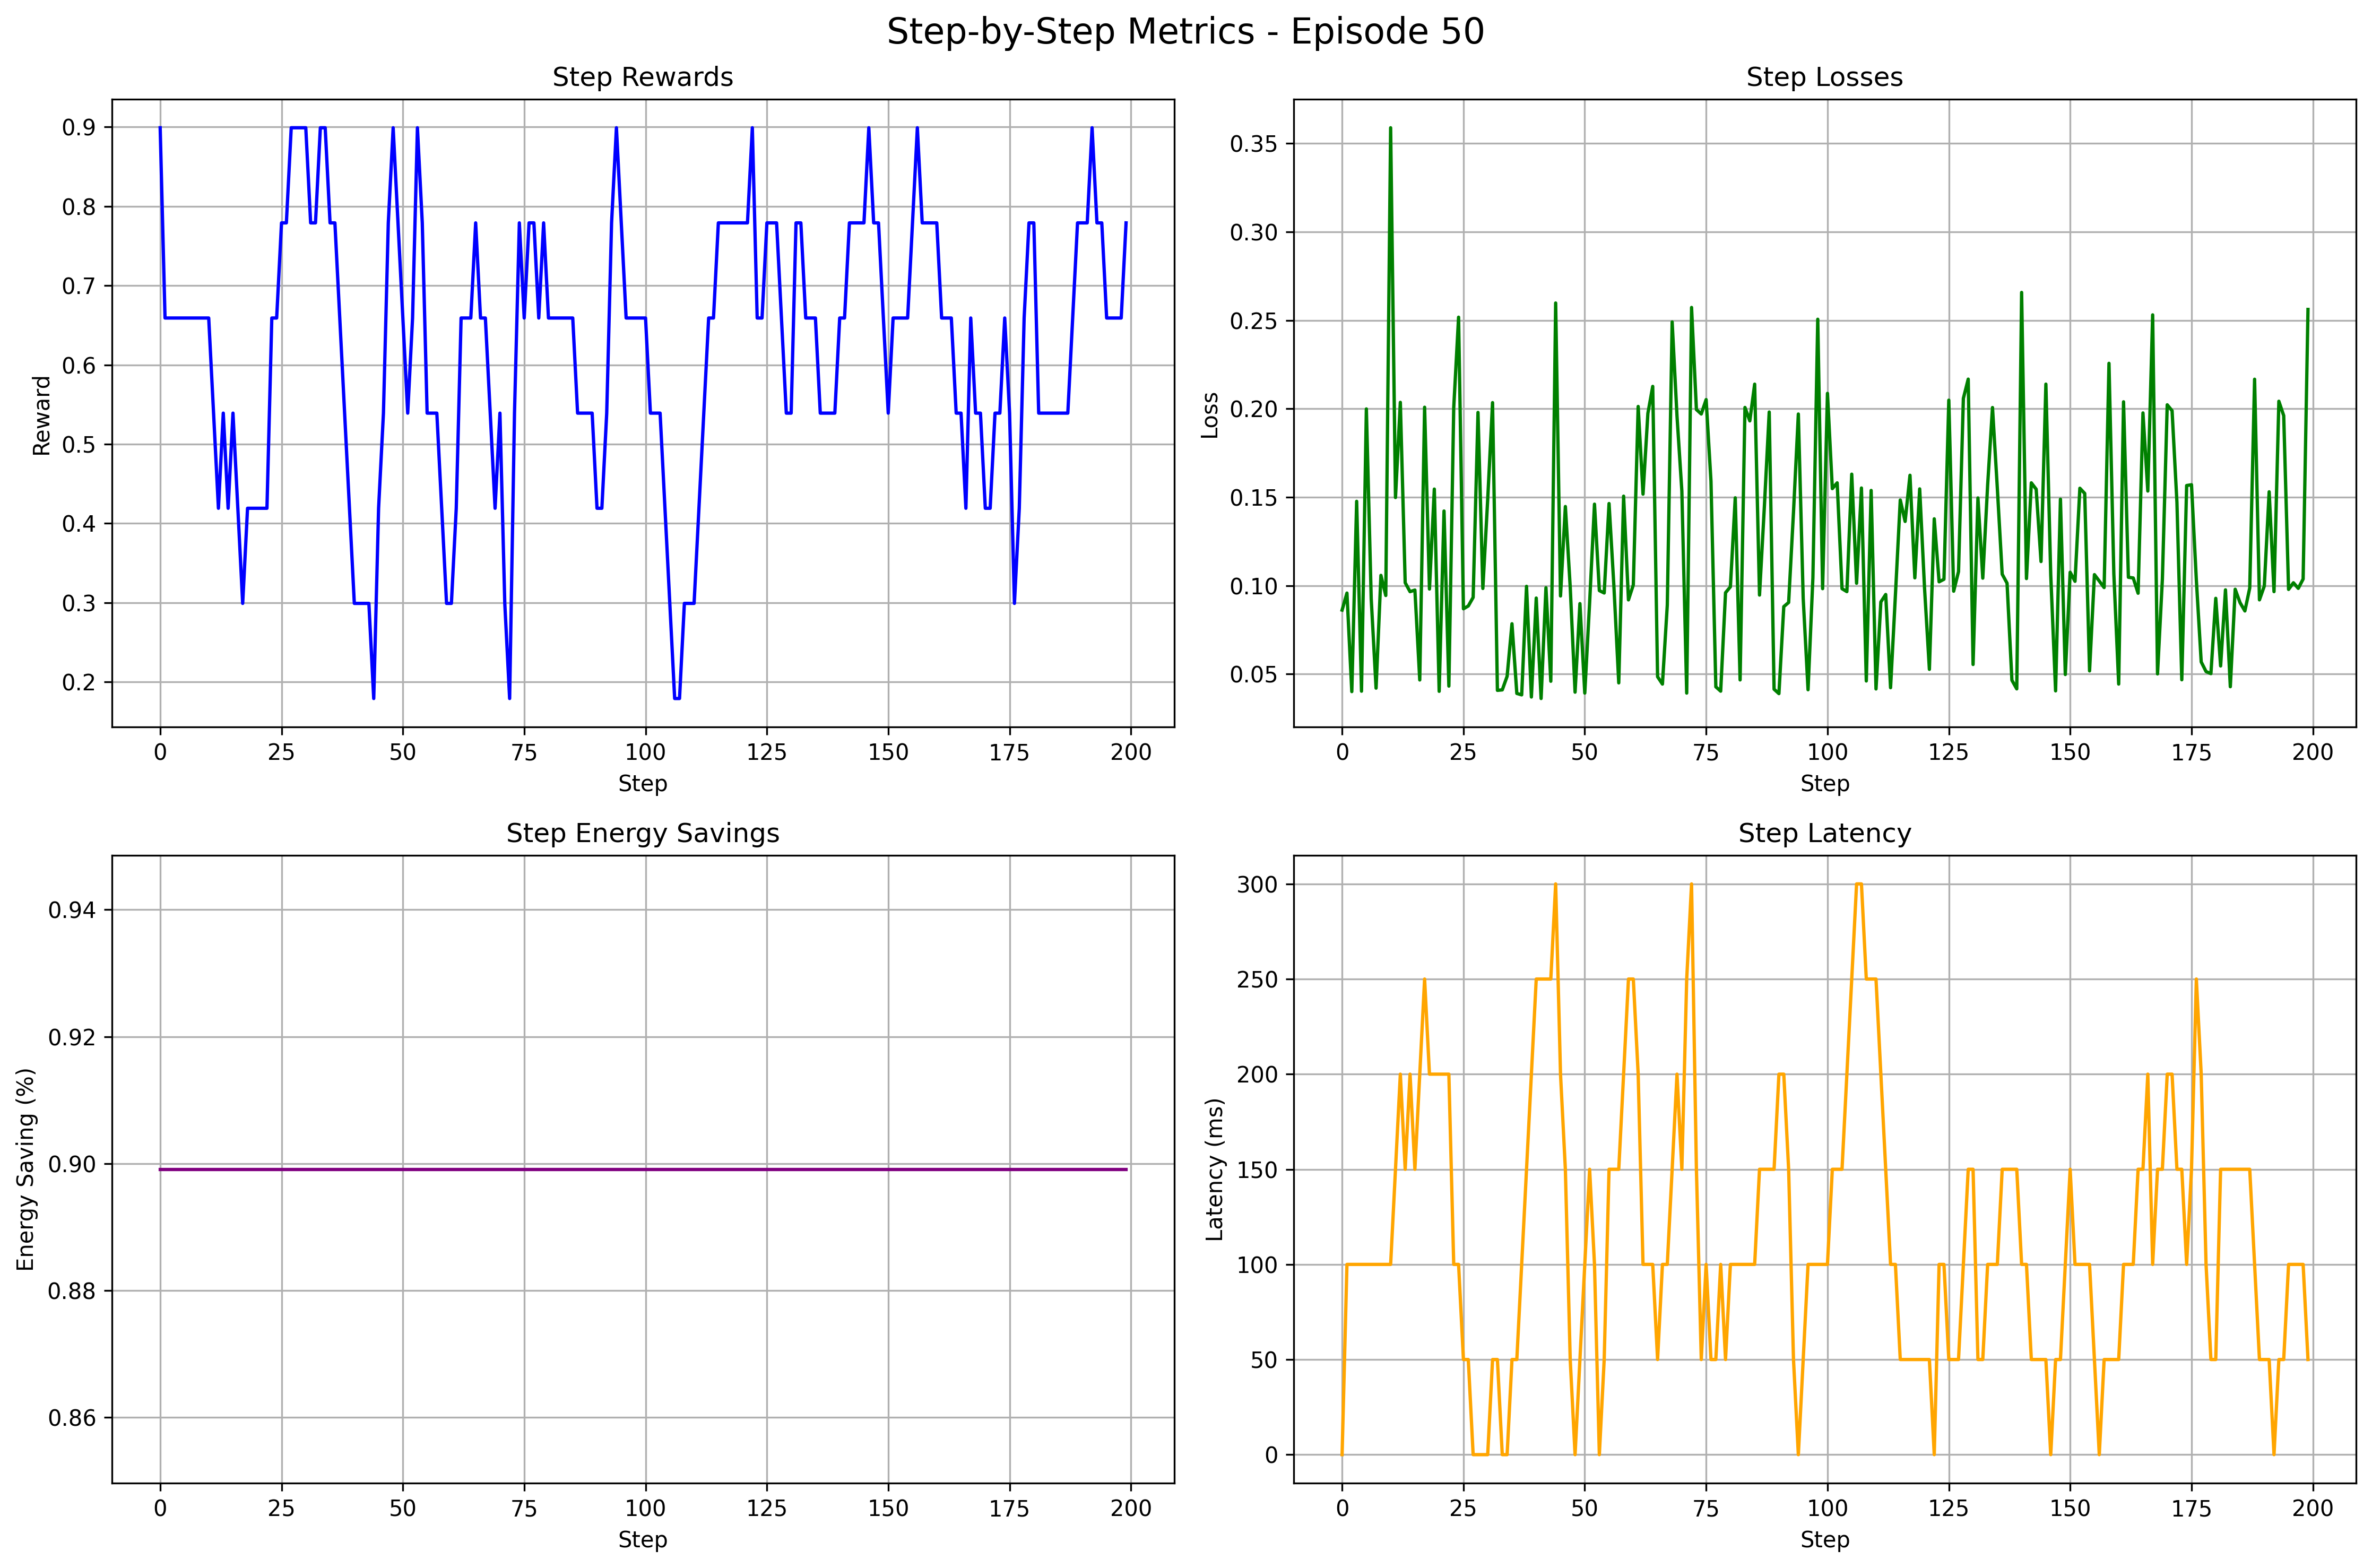 Step-by-Step Metrics - Episode 50
Step Rewards
Reward
0.9
0.8
0.7
0.6
0.5
0.4
0.3
0.2
0 25 50 75 100 125 150 175 200
Step
Step Losses
Loss
0.35
0.30
0.25
0.20
0.15
0.10
0.05
0 25 50 75 100 125 150 175 200
Step
Step Energy Savings
Energy Saving (%)
0.94
0.92
0.90
0.88
0.86
0 25 50 75 100 125 150 175 200
Step
Step Latency
Latency (ms)
300
250
200
150
100
50
0
0 25 50 75 100 125 150 175 200
Step